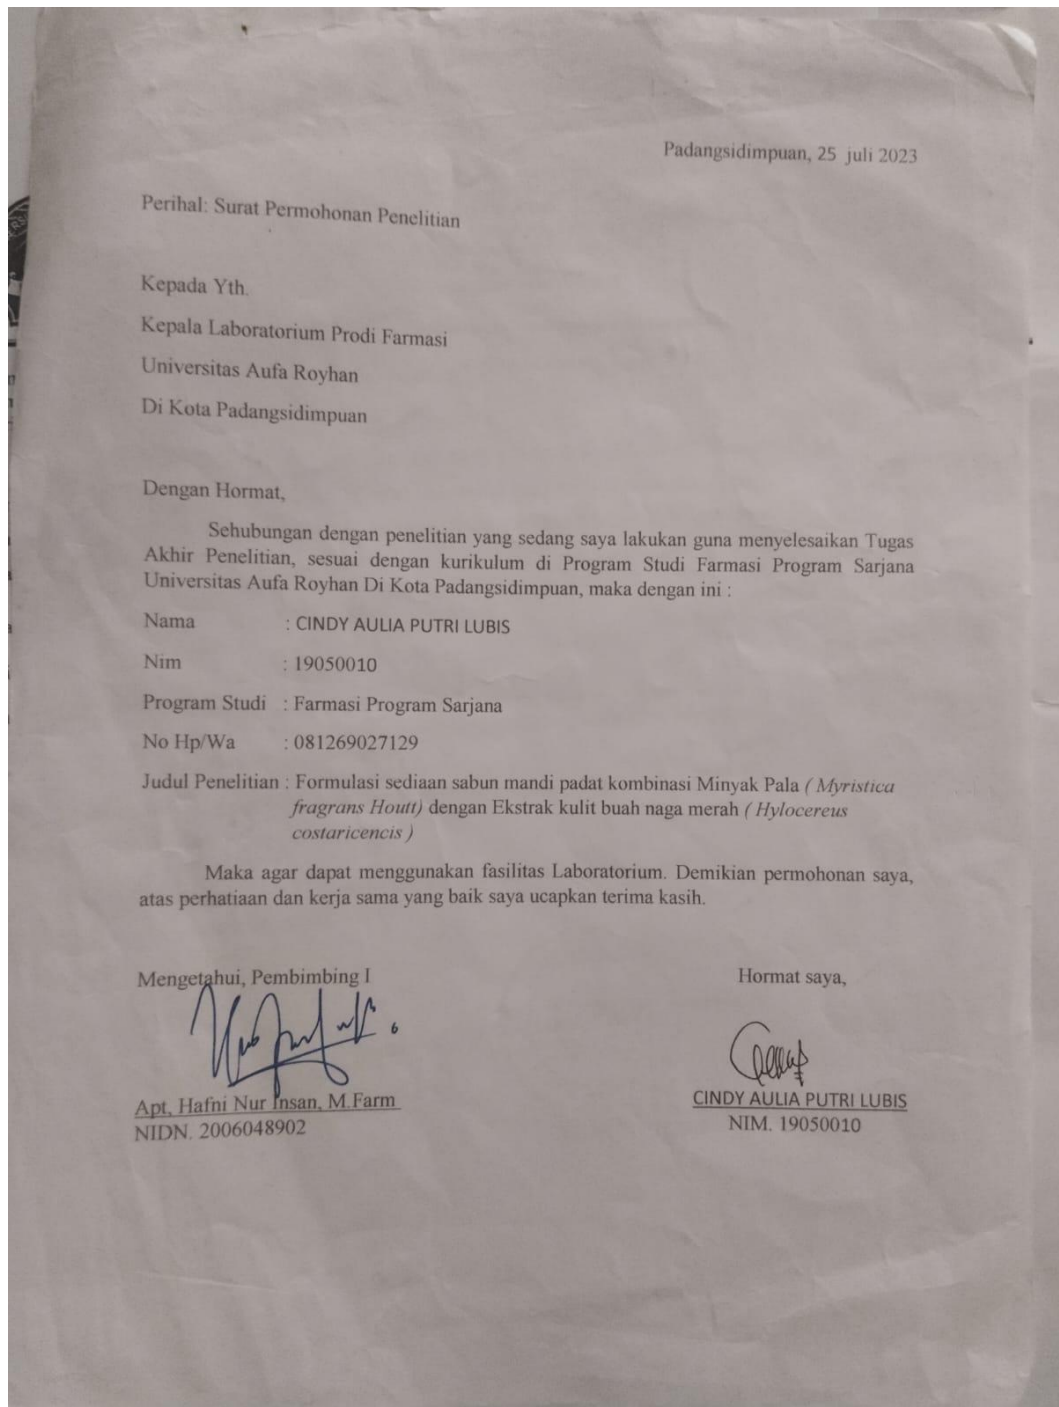 Padangsidimpuan, 25 juli 2023
Perihal: Surat Permohonan Penelitian
Kepada Yth.
Kepala Laboratorium Prodi Farmasi
Universitas Aufa Royhan
Di Kota Padangsidimpuan
Dengan Hormat,
Sehubungan dengan penelitian yang sedang saya lakukan guna menyelesaikan Tugas
Akhir Penelitian, sesuai dengan kurikulum di Program Studi Farmasi Program Sarjana
Universitas Aufa Royhan Di Kota Padangsidimpuan, maka dengan ini :
Nama : CINDY AULIA PUTRI LUBIS
Nim : 19050010
Program Studi : Farmasi Program Sarjana
No Hp/Wa : 081269027129
Judul Penelitian : Formulasi sediaan sabun mandi padat kombinasi Minyak Pala ( Myristica
fragrans Houtt) dengan Ekstrak kulit buah naga merah ( Hylocereus
costaricencis )
Maka agar dapat menggunakan fasilitas Laboratorium. Demikian permohonan saya,
atas perhatiaan dan kerja sama yang baik saya ucapkan terima kasih.
Mengetahui, Pembimbing I
Hormat saya,
Apt, Hafni Nur Insan, M.Farm
NIDN. 2006048902
CINDY AULIA PUTRI LUBIS
NIM. 19050010